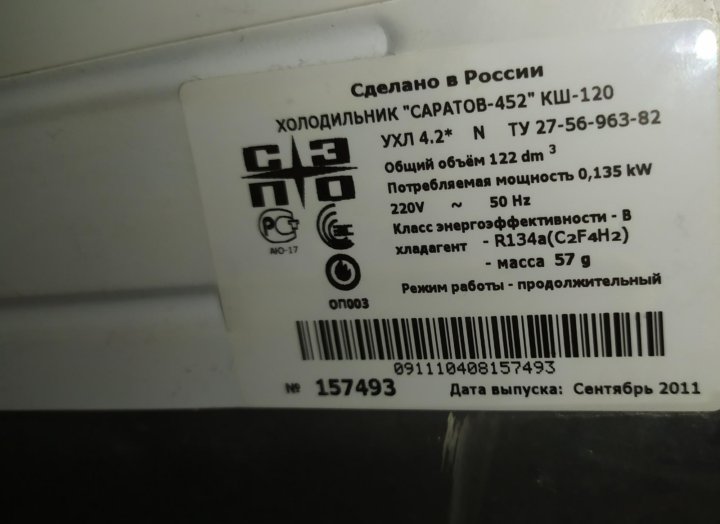 Сделано в России
ХОЛОДИЛЬНИК "САРАТОВ-452" КШ-120
УХЛ 4.2* N ТУ 27-56-963-82
СЭПО
Общий объём 122 dm ³
Потребляемая мощность 0,135 kW
220V ~ 50 Hz
Класс энергоэффективности - В
хладагент - R134a(C₂F₄H₂)
- масса 57 g
РС
АЮ-17
ОП003
Режим работы - продолжительный
091110408157493
№ 157493 Дата выпуска: Сентябрь 2011